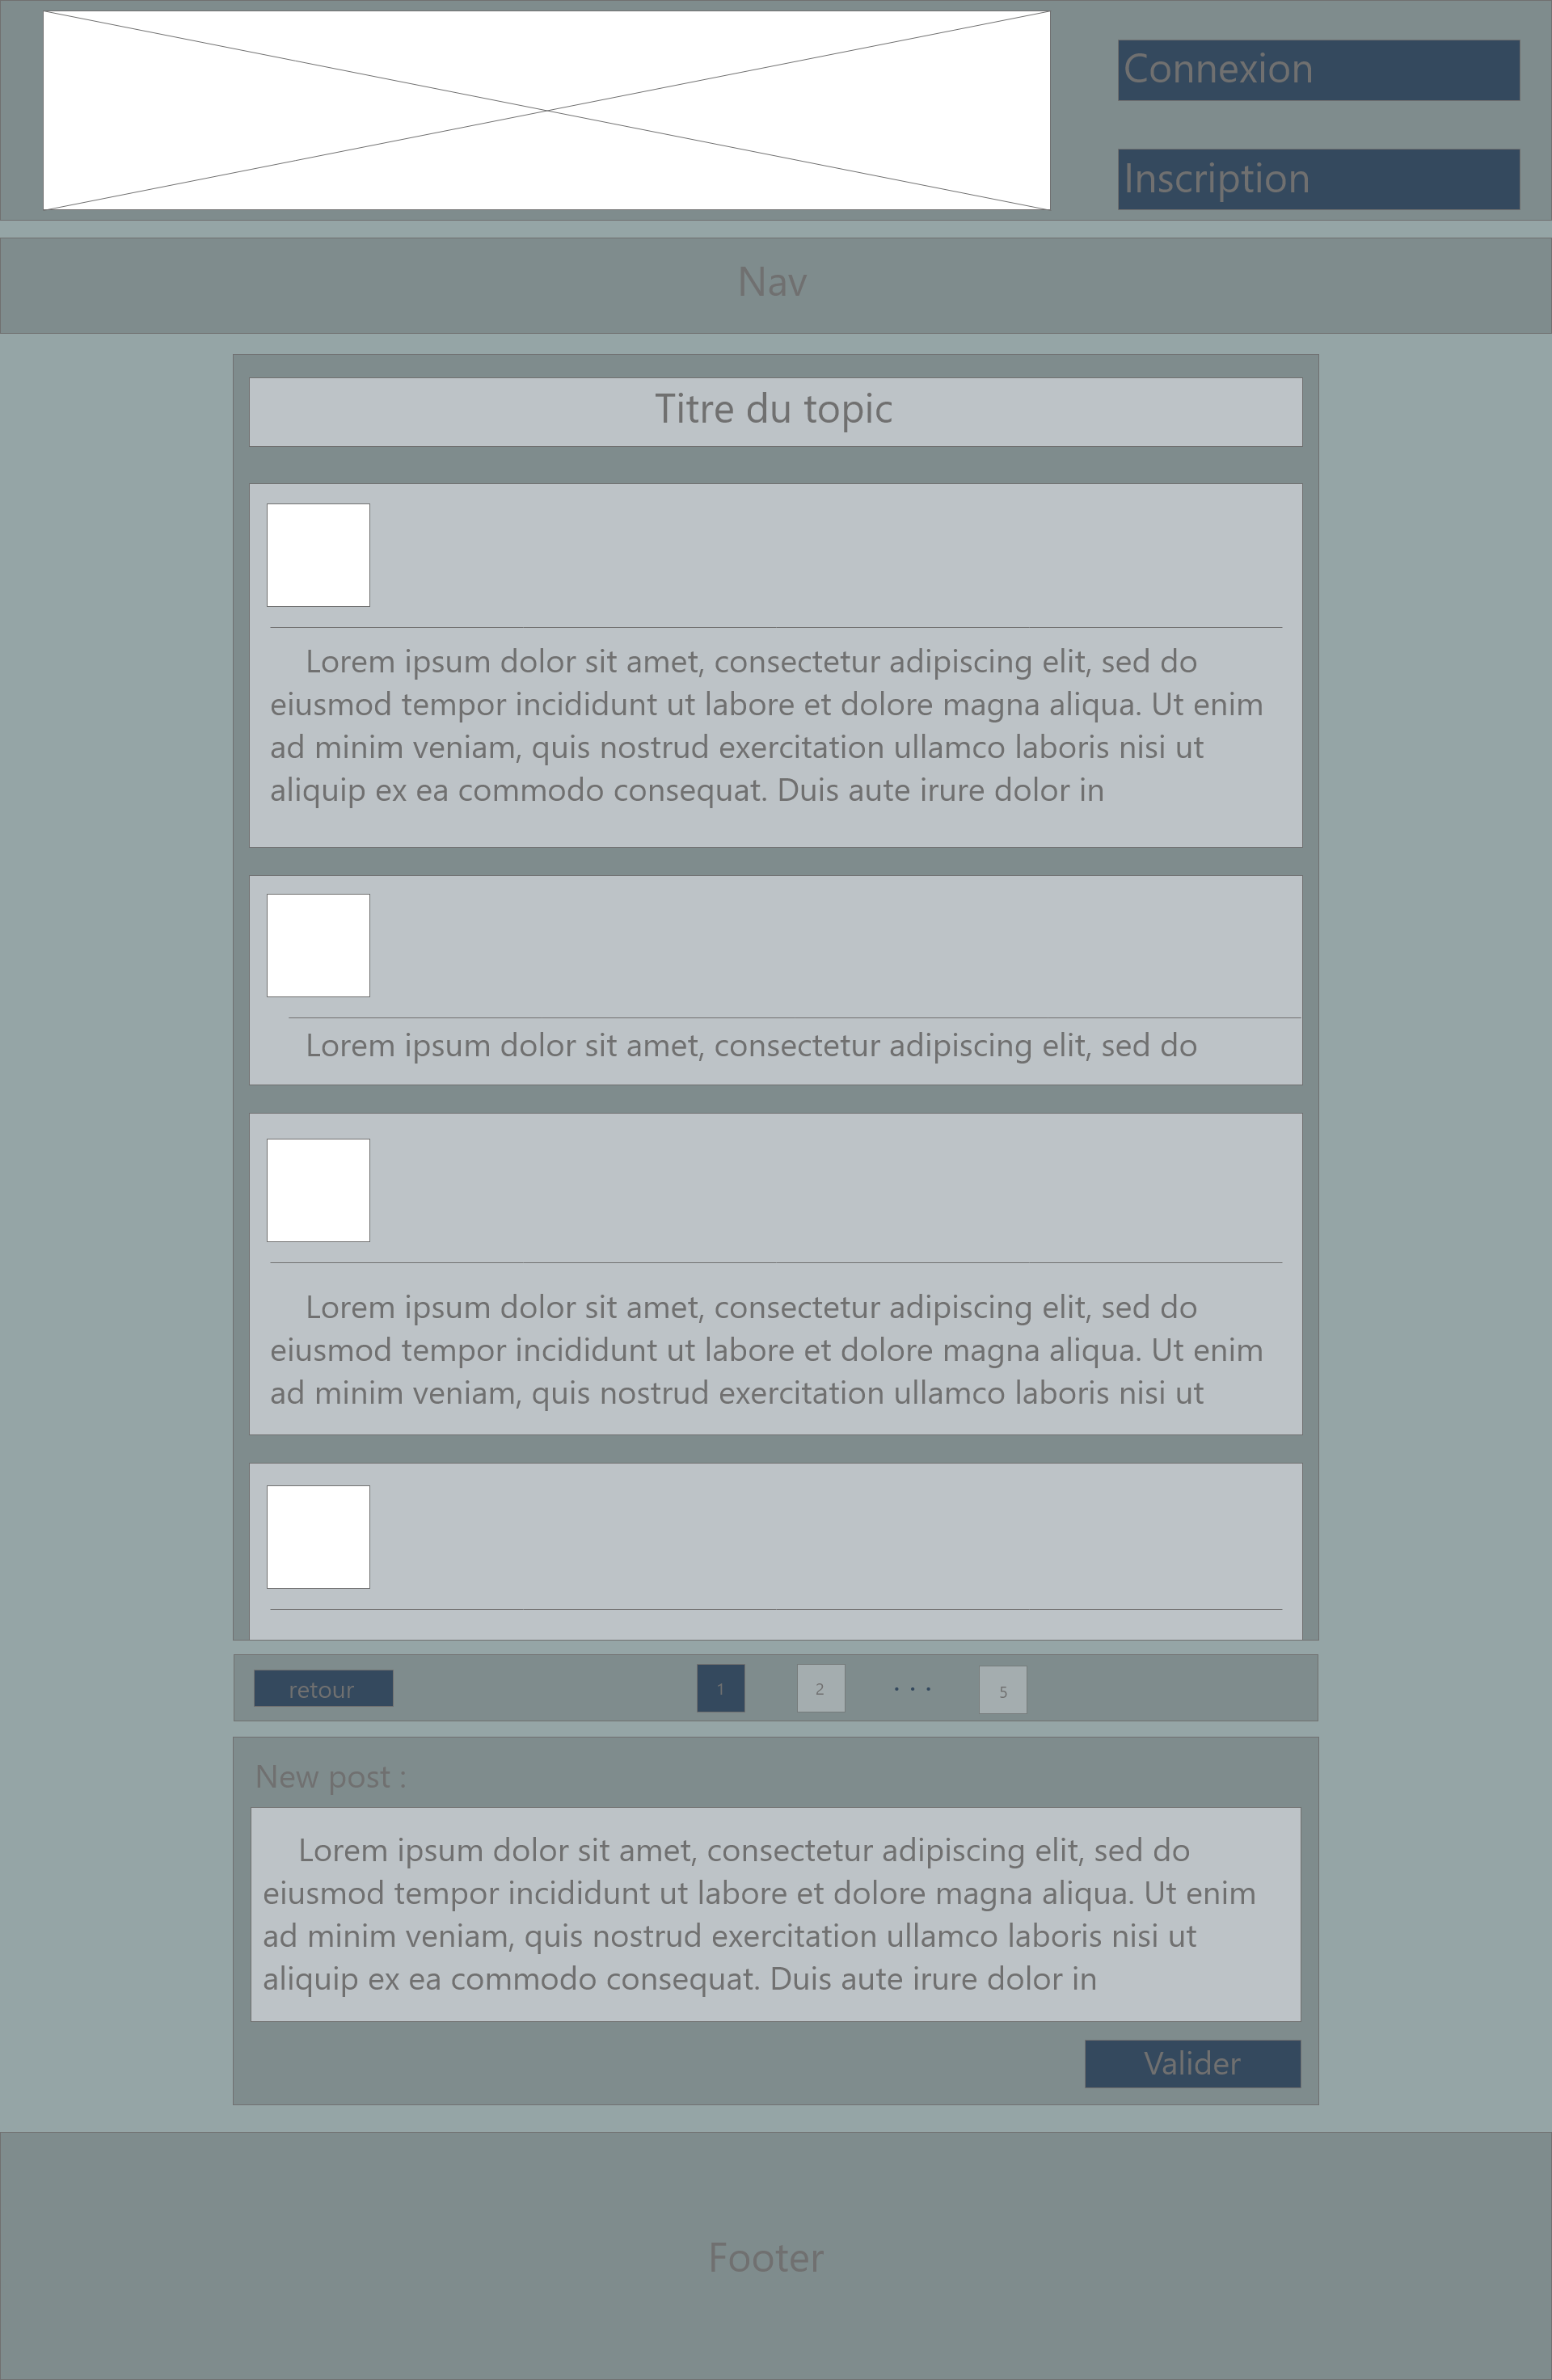 Connexion
Inscription
Nav
Titre du topic
Lorem ipsum dolor sit amet, consectetur adipiscing elit, sed do
eiusmod tempor incididunt ut labore et dolore magna aliqua. Ut enim
ad minim veniam, quis nostrud exercitation ullamco laboris nisi ut
aliquip ex ea commodo consequat. Duis aute irure dolor in
Lorem ipsum dolor sit amet, consectetur adipiscing elit, sed do
Lorem ipsum dolor sit amet, consectetur adipiscing elit, sed do
eiusmod tempor incididunt ut labore et dolore magna aliqua. Ut enim
ad minim veniam, quis nostrud exercitation ullamco laboris nisi ut
retour 1 2 . . . 5
New post :
Lorem ipsum dolor sit amet, consectetur adipiscing elit, sed do
eiusmod tempor incididunt ut labore et dolore magna aliqua. Ut enim
ad minim veniam, quis nostrud exercitation ullamco laboris nisi ut
aliquip ex ea commodo consequat. Duis aute irure dolor in
Valider
Footer